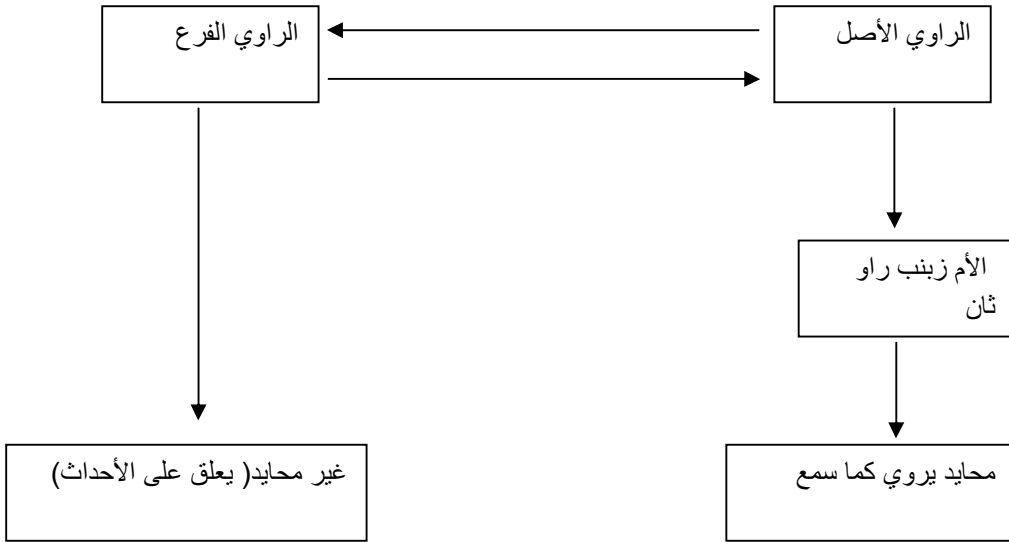 الراوي الأصل
الراوي الفرع
الأم زينب راو
ثان
محايد يروي كما سمع
غير محايد( يعلق على الأحداث)